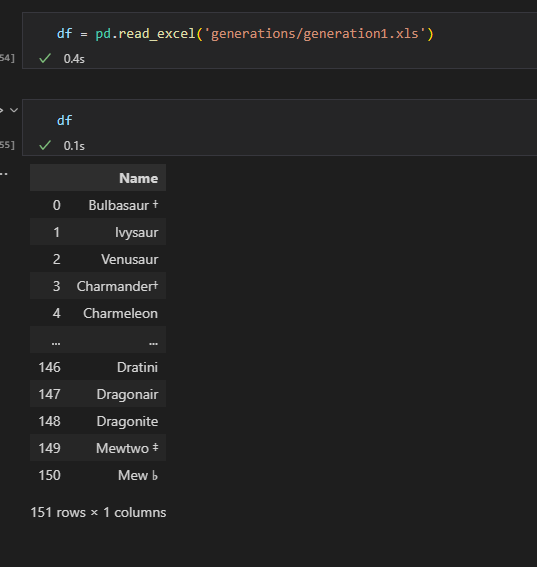 df = pd.read_excel('generations/generation1.xls')
54]
0.4s
df
55]
0.1s
Name
0 Bulbasaur †
1 Ivysaur
2 Venusaur
3 Charmander†
4 Charmeleon
... ...
146 Dratini
147 Dragonair
148 Dragonite
149 Mewtwo ‡
150 Mew ♭
151 rows × 1 columns